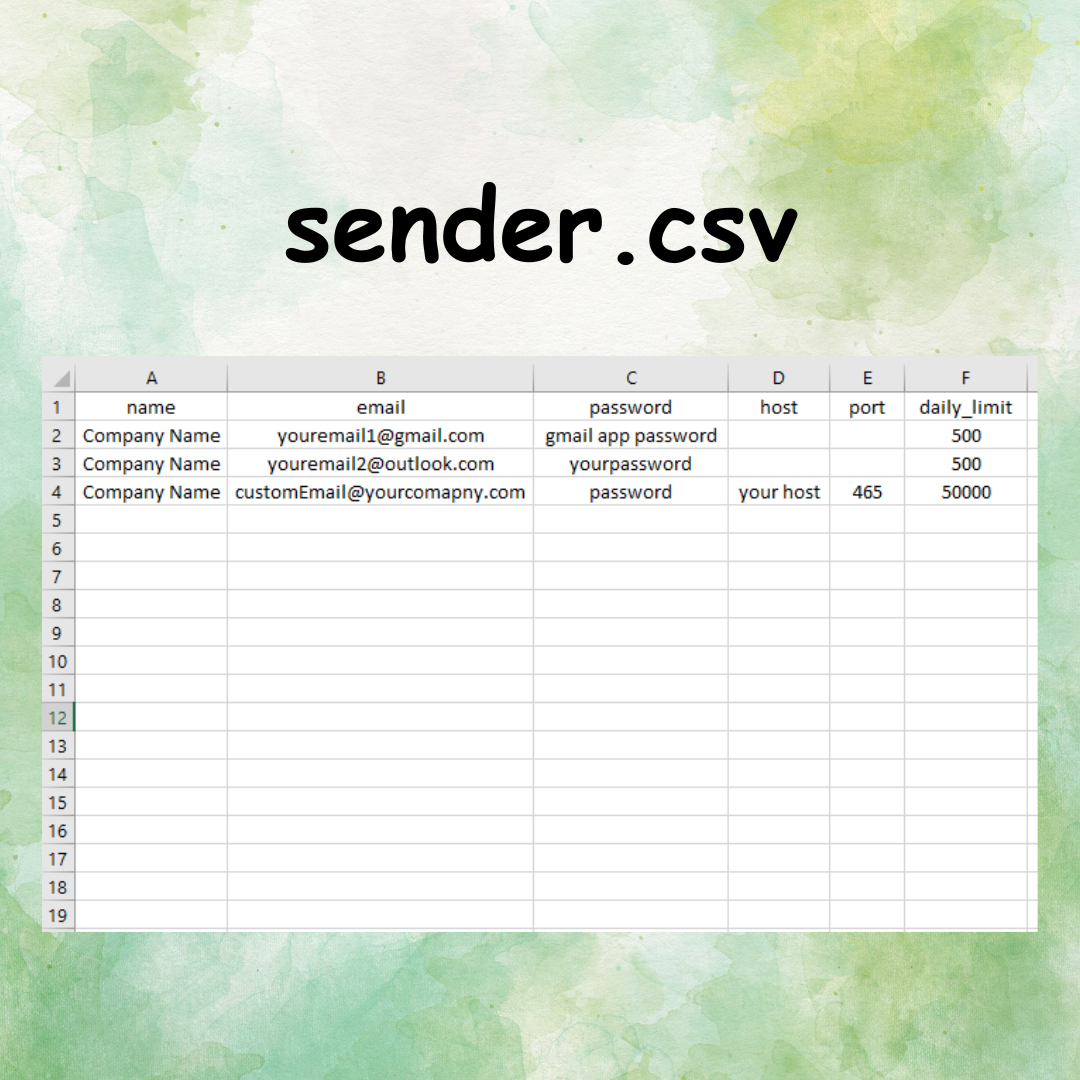 sender.csv
A B C D E F
1 name email password host port daily_limit
2 Company Name youremail1@gmail.com gmail app password 500
3 Company Name youremail2@outlook.com yourpassword 500
4 Company Name customEmail@yourcomapny.com password your host 465 50000
5
6
7
8
9
10
11
12
13
14
15
16
17
18
19